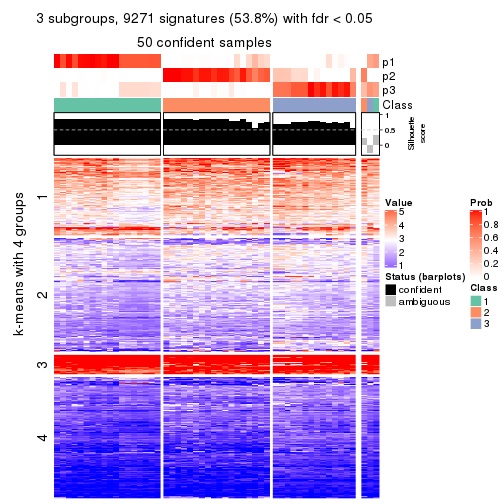 3 subgroups, 9271 signatures (53.8%) with fdr < 0.05
50 confident samples
p1
p2
p3
Class
1
0.5
0
Silhouette
score
k-means with 4 groups
1
2
3
4
Value
5
4
3
2
1
Status (barplots)
confident
ambiguous
Prob
1
0.8
0.6
0.4
0.2
0
Class
1
2
3